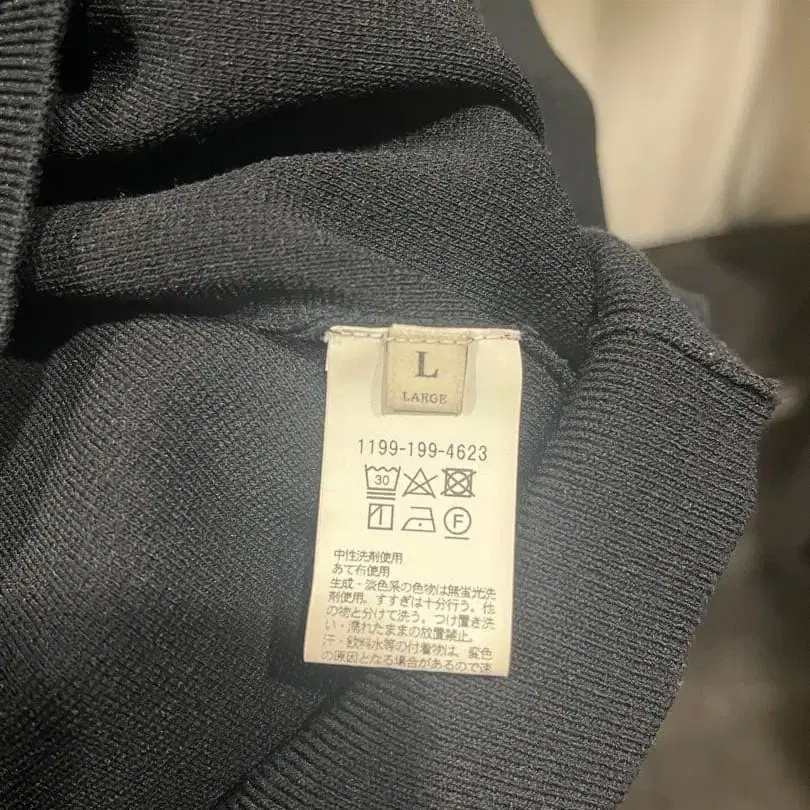 L
LARGE
1199-199-4623
30
F
中性洗剤使用
あて布使用
生成・淡色系の色物は無蛍光洗
剤使用。すすぎは十分行う。他
の物と分けて洗う。つけ置き洗
い・濡れたままの放置禁止。
汗・飲料水等の付着物は、変色
の原因となる場合があるので速